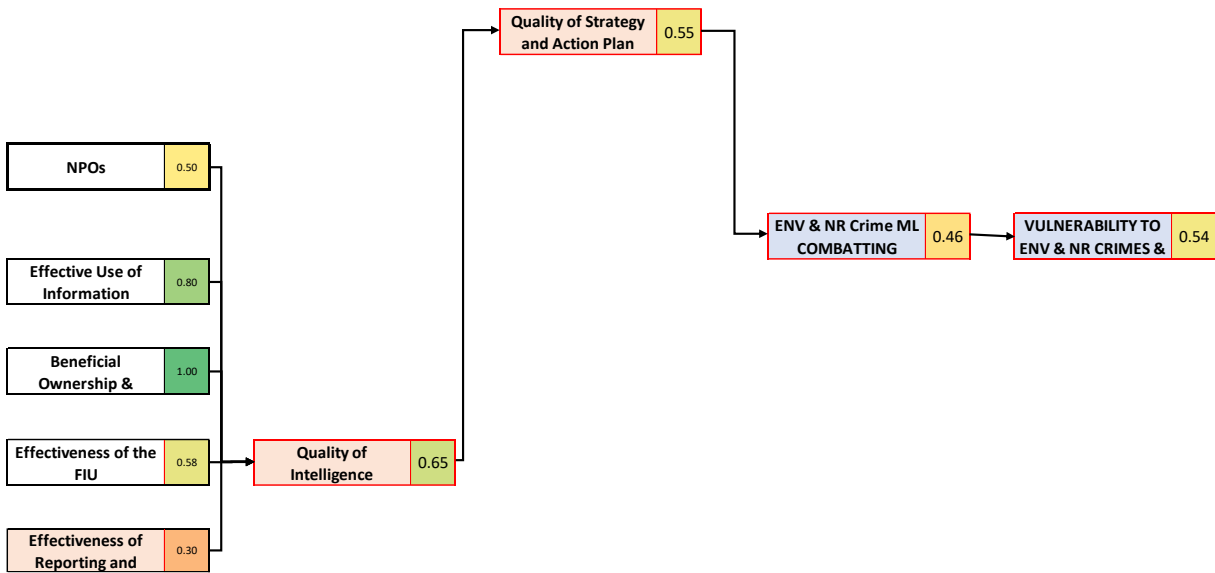 Quality of Strategy
and Action Plan
0.55
NPOs
0.50
ENV & NR Crime ML
COMBATTING
0.46
VULNERABILITY TO
ENV & NR CRIMES &
0.54
Effective Use of
Information
0.80
Beneficial
Ownership &
1.00
Effectiveness of the
FIU
0.58
Quality of
Intelligence
0.65
Effectiveness of
Reporting and
0.30